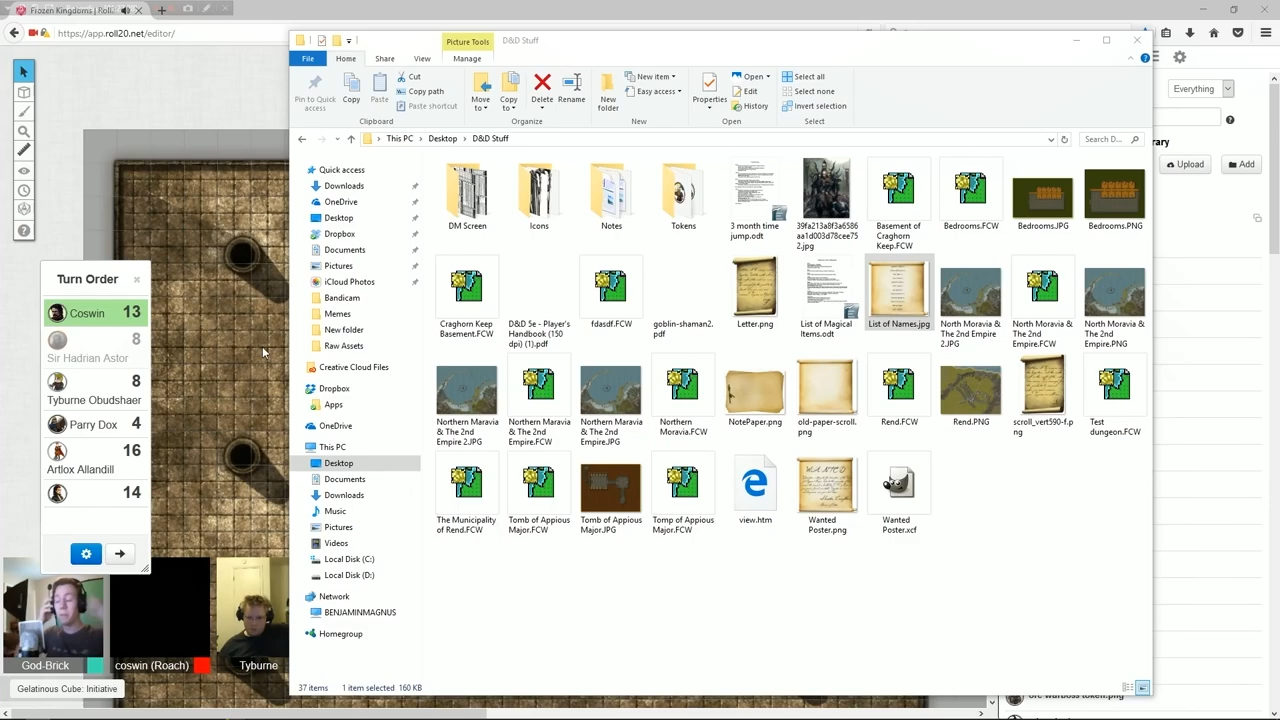 Frozen Kingdoms | Roll20
https://app.roll20.net/editor/
Picture Tools
D&D Stuff
File
Home
Share
View
Manage
Pin to Quick
access
Copy
Paste
Cut
Copy path
Paste shortcut
Clipboard
Move
to
Copy
to
Delete
Rename
Organize
New
folder
New item
Easy access
New
Properties
Open
Edit
History
Open
Select all
Select none
Invert selection
Select
This PC
Desktop
D&D Stuff
Search D...
Everything
rary
Upload
Add
Quick access
Downloads
OneDrive
Desktop
Dropbox
Documents
Pictures
iCloud Photos
Bandicam
Memes
New folder
Raw Assets
Creative Cloud Files
Dropbox
Apps
OneDrive
This PC
Desktop
Documents
Downloads
Music
Pictures
Videos
Local Disk (C:)
Local Disk (D:)
Network
BENJAMINMAGNUS
Homegroup
DM Screen
Icons
Notes
Tokens
3 month time
jump.odt
39fa213a8f3a6586
aa1d003d78cee75
2.jpg
Basement of
Craghorn
Keep.FCW
Bedrooms.FCW
Bedrooms.JPG
Bedrooms.PNG
Craghorn Keep
Basement.FCW
D&D 5e - Player's
Handbook (150
dpi) (1).pdf
fdasdf.FCW
goblin-shaman2.
pdf
Letter.png
List of Magical
Items.odt
List of Names.jpg
North Moravia &
The 2nd Empire
2.JPG
North Moravia &
The 2nd
Empire.FCW
North Moravia &
The 2nd
Empire.PNG
Northern Moravia
& The 2nd
Empire 2.JPG
Northern Moravia
& The 2nd
Empire.FCW
Northern Moravia
& The 2nd
Empire.JPG
Northern
Moravia.FCW
NotePaper.png
old-paper-scroll.
png
Rend.FCW
Rend.PNG
scroll_vert590-f.p
ng
Test
dungeon.FCW
The Municipality
of Rend.FCW
Tomb of Appious
Major.FCW
Tomb of Appious
Major.JPG
Tomp of Appious
Major.FCW
view.htm
WANTED
Wanted
Poster.png
Wanted
Poster.xcf
37 items
1 item selected 160 KB
Turn Order
Coswin 13
8
Sir Hadrian Astor
8
Tyburne Obudshaer
Parry Dox 4
16
Artlox Allandill
14
God-Brick
coswin (Roach)
Tyburne
Gelatinous Cube: Initiative
orc warboss token.png